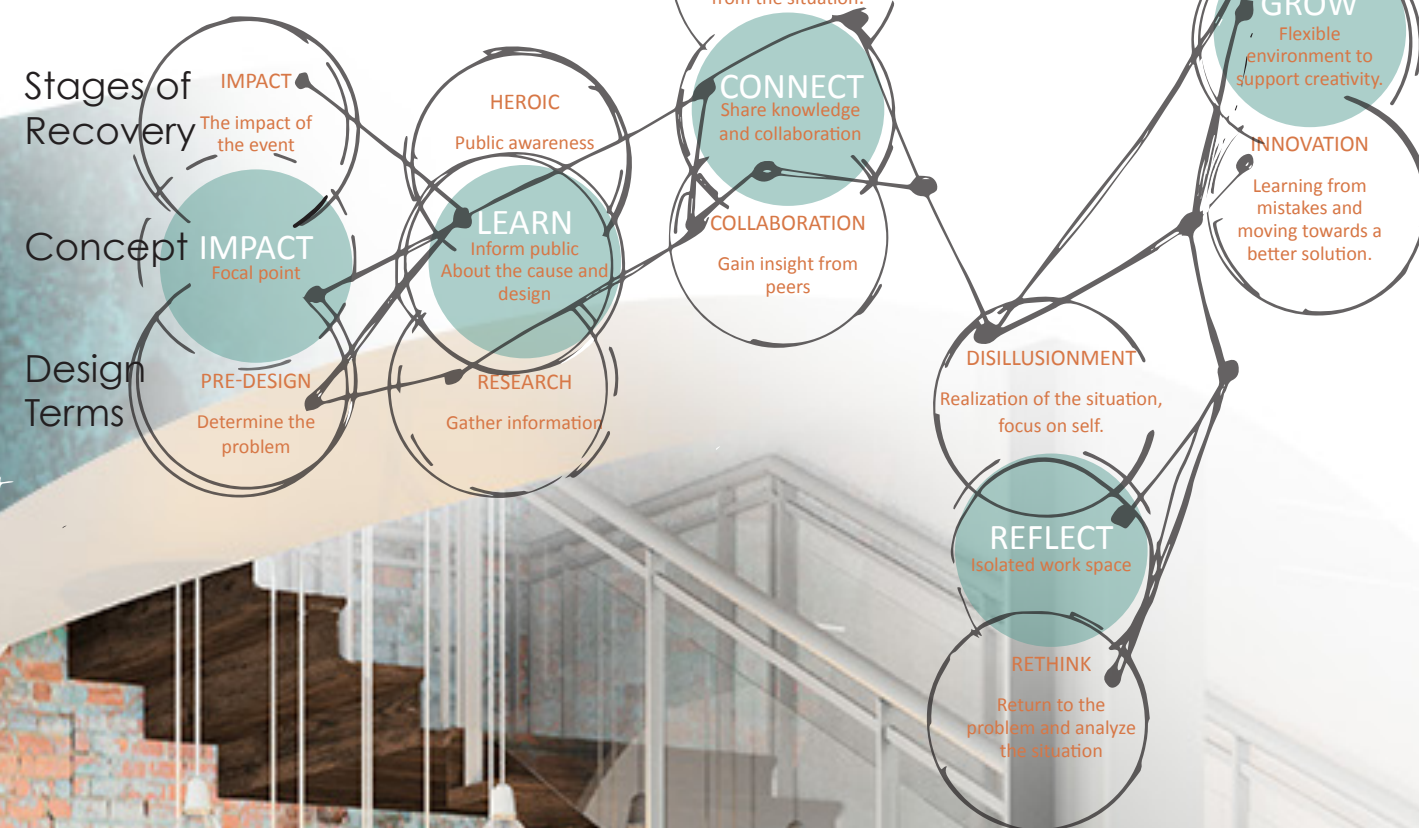 Stages of
Recovery
Concept
Design
Terms
IMPACT
The impact of
the event
IMPACT
Focal point
PRE-DESIGN
Determine the
problem
HEROIC
Public awareness
LEARN
Inform public
About the cause and
design
RESEARCH
Gather information
from the situation.
CONNECT
Share knowledge
and collaboration
COLLABORATION
Gain insight from
peers
DISILLUSIONMENT
Realization of the situation,
focus on self.
REFLECT
Isolated work space
RETHINK
Return to the
problem and analyze
the situation
GROW
Flexible
environment to
support creativity.
INNOVATION
Learning from
mistakes and
moving towards a
better solution.